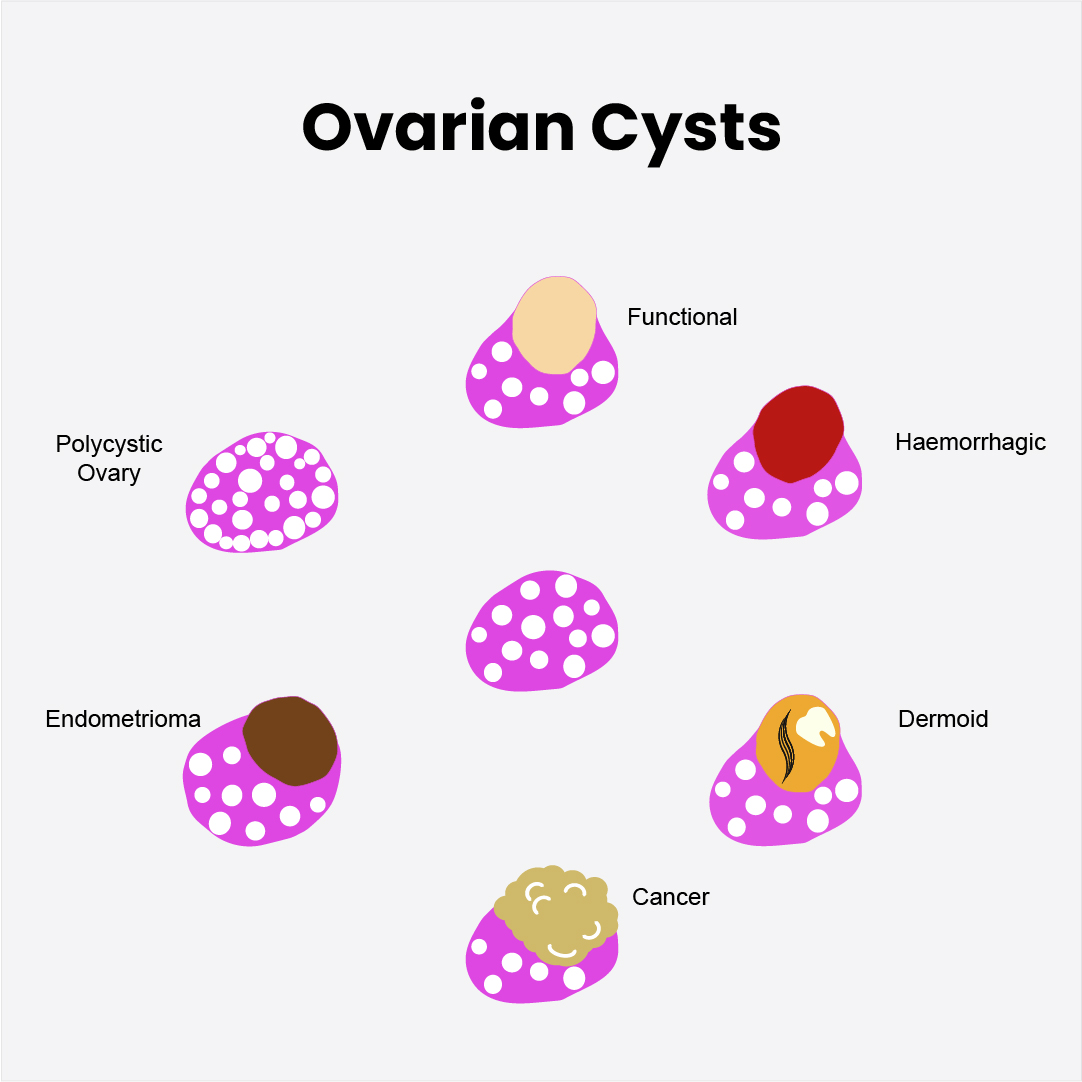 Ovarian Cysts
Functional
Polycystic
Ovary
Haemorrhagic
Endometrioma
Dermoid
Cancer